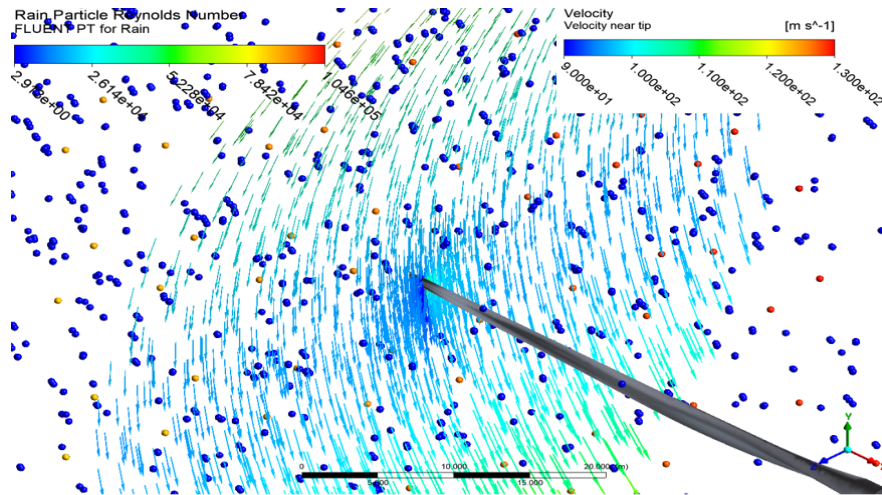 Rain Particle Reynolds Number
FLUENT PT for Rain
2.913e+00
2.614e+04
5.228e+04
7.842e+04
1.046e+05
Velocity
Velocity near tip
[m s^-1]
9.000e+01
1.000e+02
1.100e+02
1.200e+02
1.300e+02
Y
0
10.000
20.000 (m)
5.000
15.000